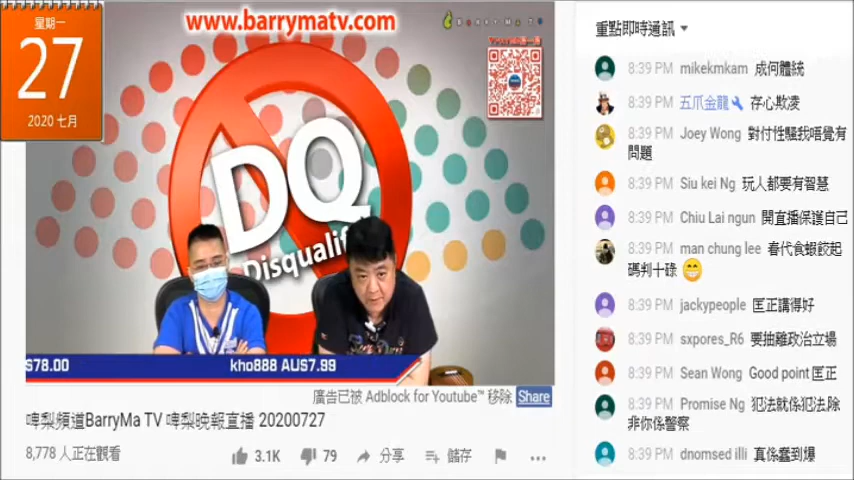 星期一
27
2020 七月
www.barrymatv.com
DQ
Disqualif
$78.00
kho888 AU$7.99
廣告已被 Adblock for Youtube™ 移除 Share
啤梨頻道BarryMa TV 啤梨晚報直播 20200727
8,778 人正在觀看
3.1K
79
分享
儲存
重點即時通訊
8:39 PM mikekmkam 成何體統
8:39 PM 五爪金龍 存心欺凌
8:39 PM Joey Wong 對付性騷我唔覺有
問題
8:39 PM Siu kei Ng 玩人都要有智慧
8:39 PM Chiu Lai ngun 開直播保護自己
8:39 PM man chung lee 春代食蝦餃起
碼判十碌 😁
8:39 PM jackypeople 匡正講得好
8:39 PM sxpores_R6 要抽離政治立場
8:39 PM Sean Wong Good point 匡正
8:39 PM Promise Ng 犯法就係犯法,除
非你係警察
8:39 PM dnomsed illi 真係蠢到爆